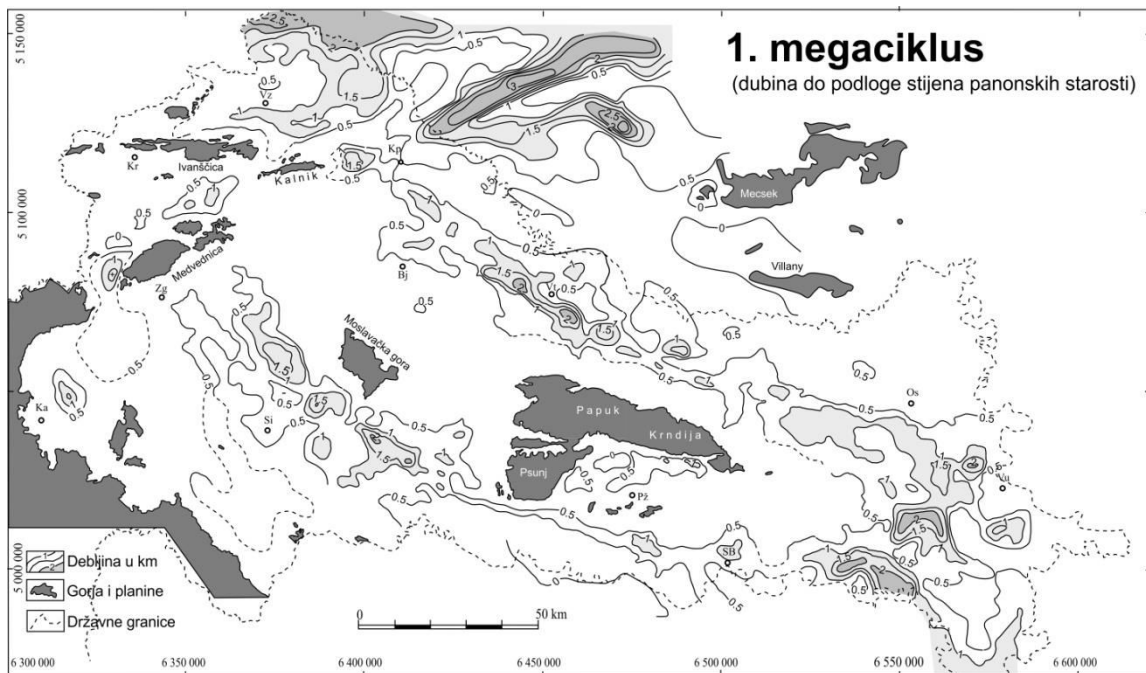 1. megaciklus
(dubina do podloge stijena panonskih starosti)
5 150 000
5 100 000
5 000 000
Vz
Kr
Ivanščica
Kalnik
Kp
Mecsek
Medvednica
Zg
Bj
Vt
Villany
Moslavačka gora
Ka
Si
Papuk
Krndija
Psunj
Pž
Os
Vu
SB
Debljina u km
Gorja i planine
Državne granice
0 50 km
6 300 000 6 350 000 6 400 000 6 450 000 6 500 000 6 550 000 6 600 000